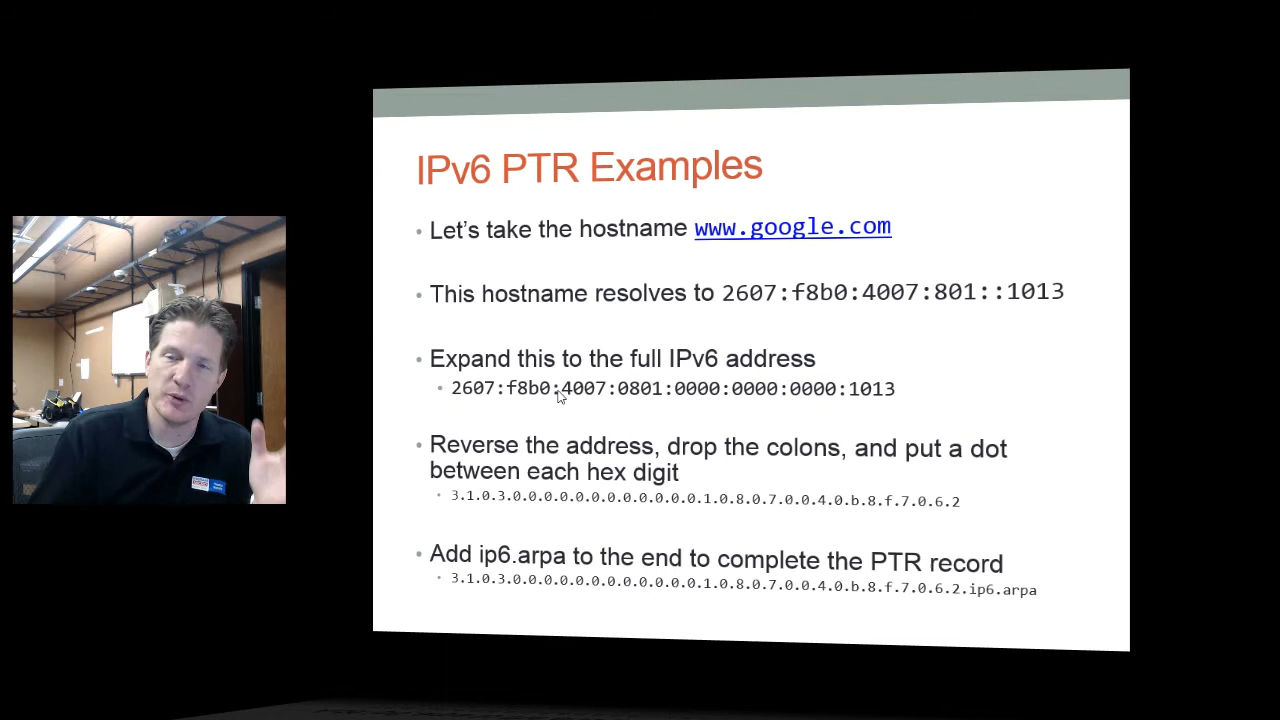 IPv6 PTR Examples
• Let's take the hostname www.google.com
• This hostname resolves to 2607:f8b0:4007:801::1013
• Expand this to the full IPv6 address
• 2607:f8b0:4007:0801:0000:0000:0000:1013
• Reverse the address, drop the colons, and put a dot
between each hex digit
• 3.1.0.3.0.0.0.0.0.0.0.0.0.0.0.0.1.0.8.0.7.0.0.4.0.b.8.f.7.0.6.2
• Add ip6.arpa to the end to complete the PTR record
• 3.1.0.3.0.0.0.0.0.0.0.0.0.0.0.0.1.0.8.0.7.0.0.4.0.b.8.f.7.0.6.2.ip6.arpa